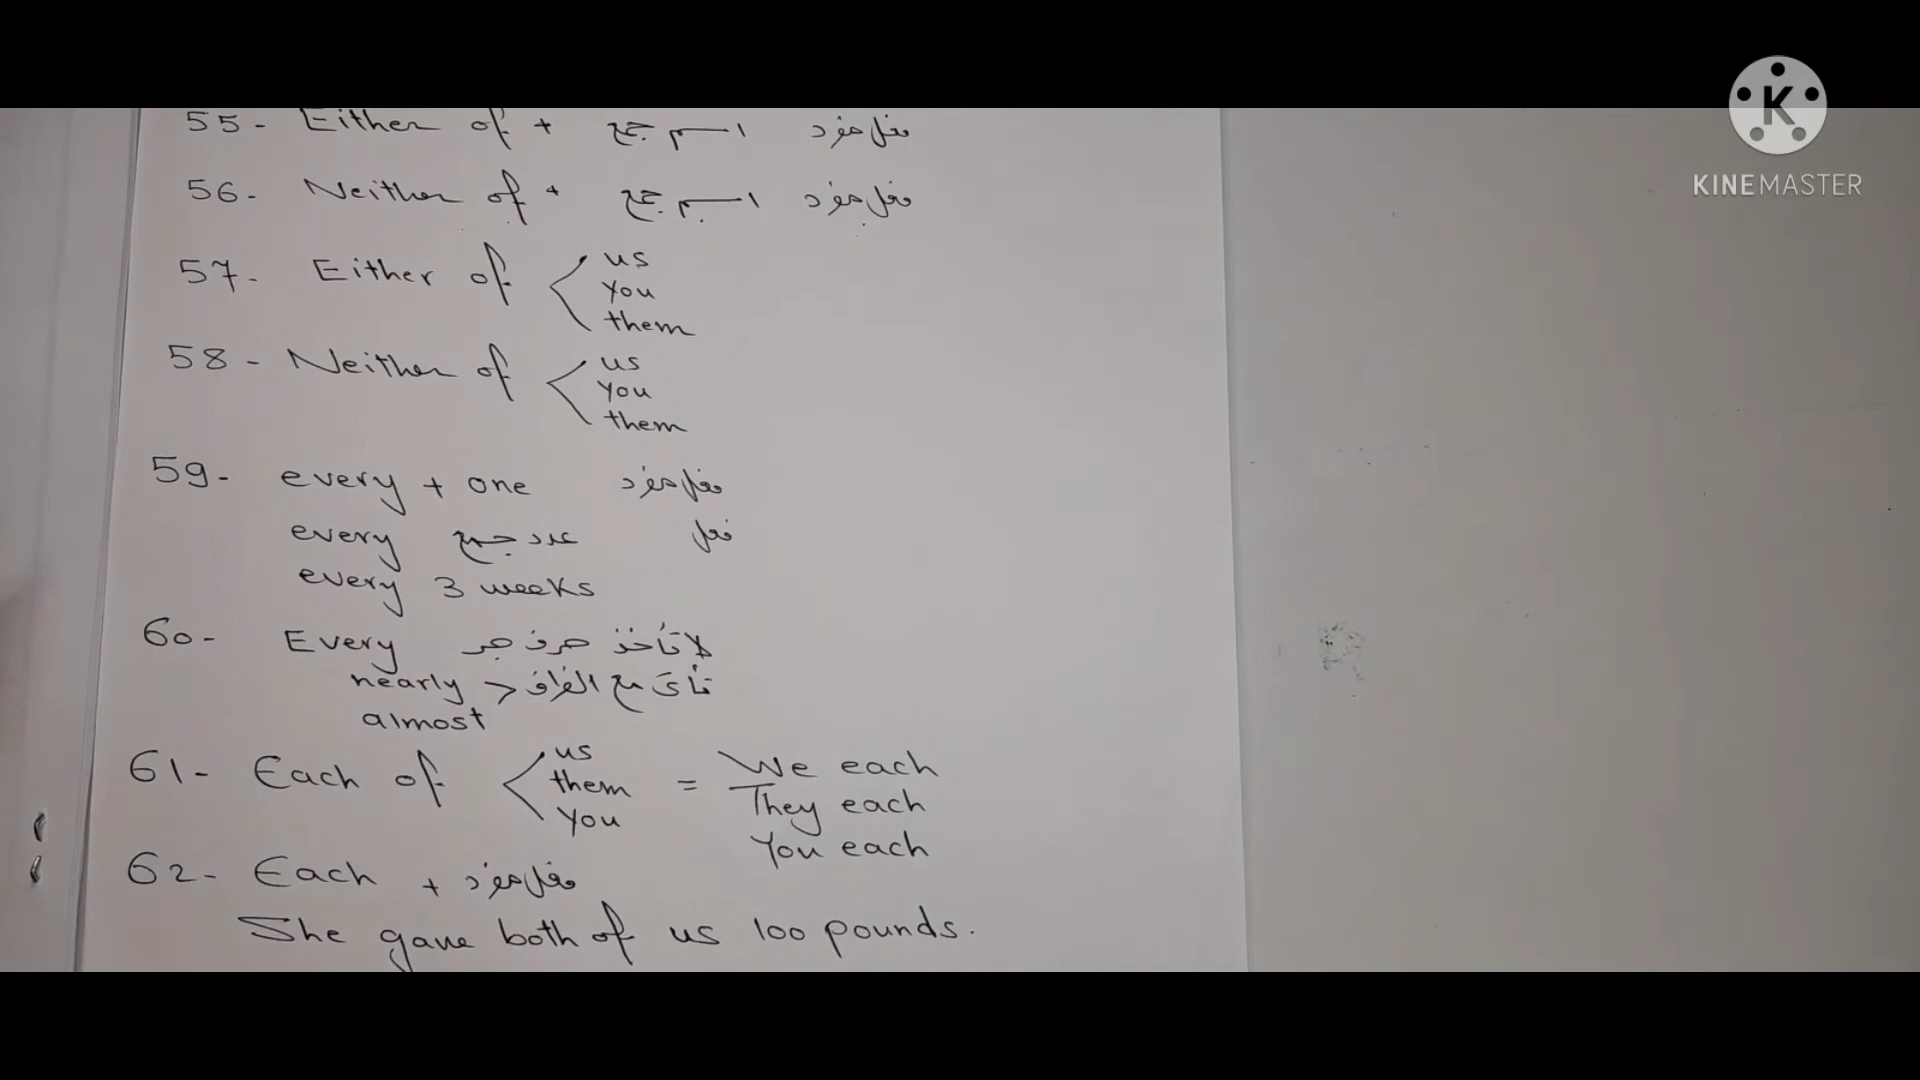 55- Either of + اسم جمع فعل مفرد
56- Neither of + اسم جمع فعل مفرد
57- Either of < us
you
them
58- Neither of < us
you
them
59- every + one فعل مفرد
every عدد جمع فعل
every 3 weeks
60- Every لا تأخذ حرف جر
nearly > تأتى مع
almost
61- Each of < us
them
you
= We each
They each
You each
62- Each + فعل مفرد
She gave both of us 100 pounds.
K
KINEMASTER